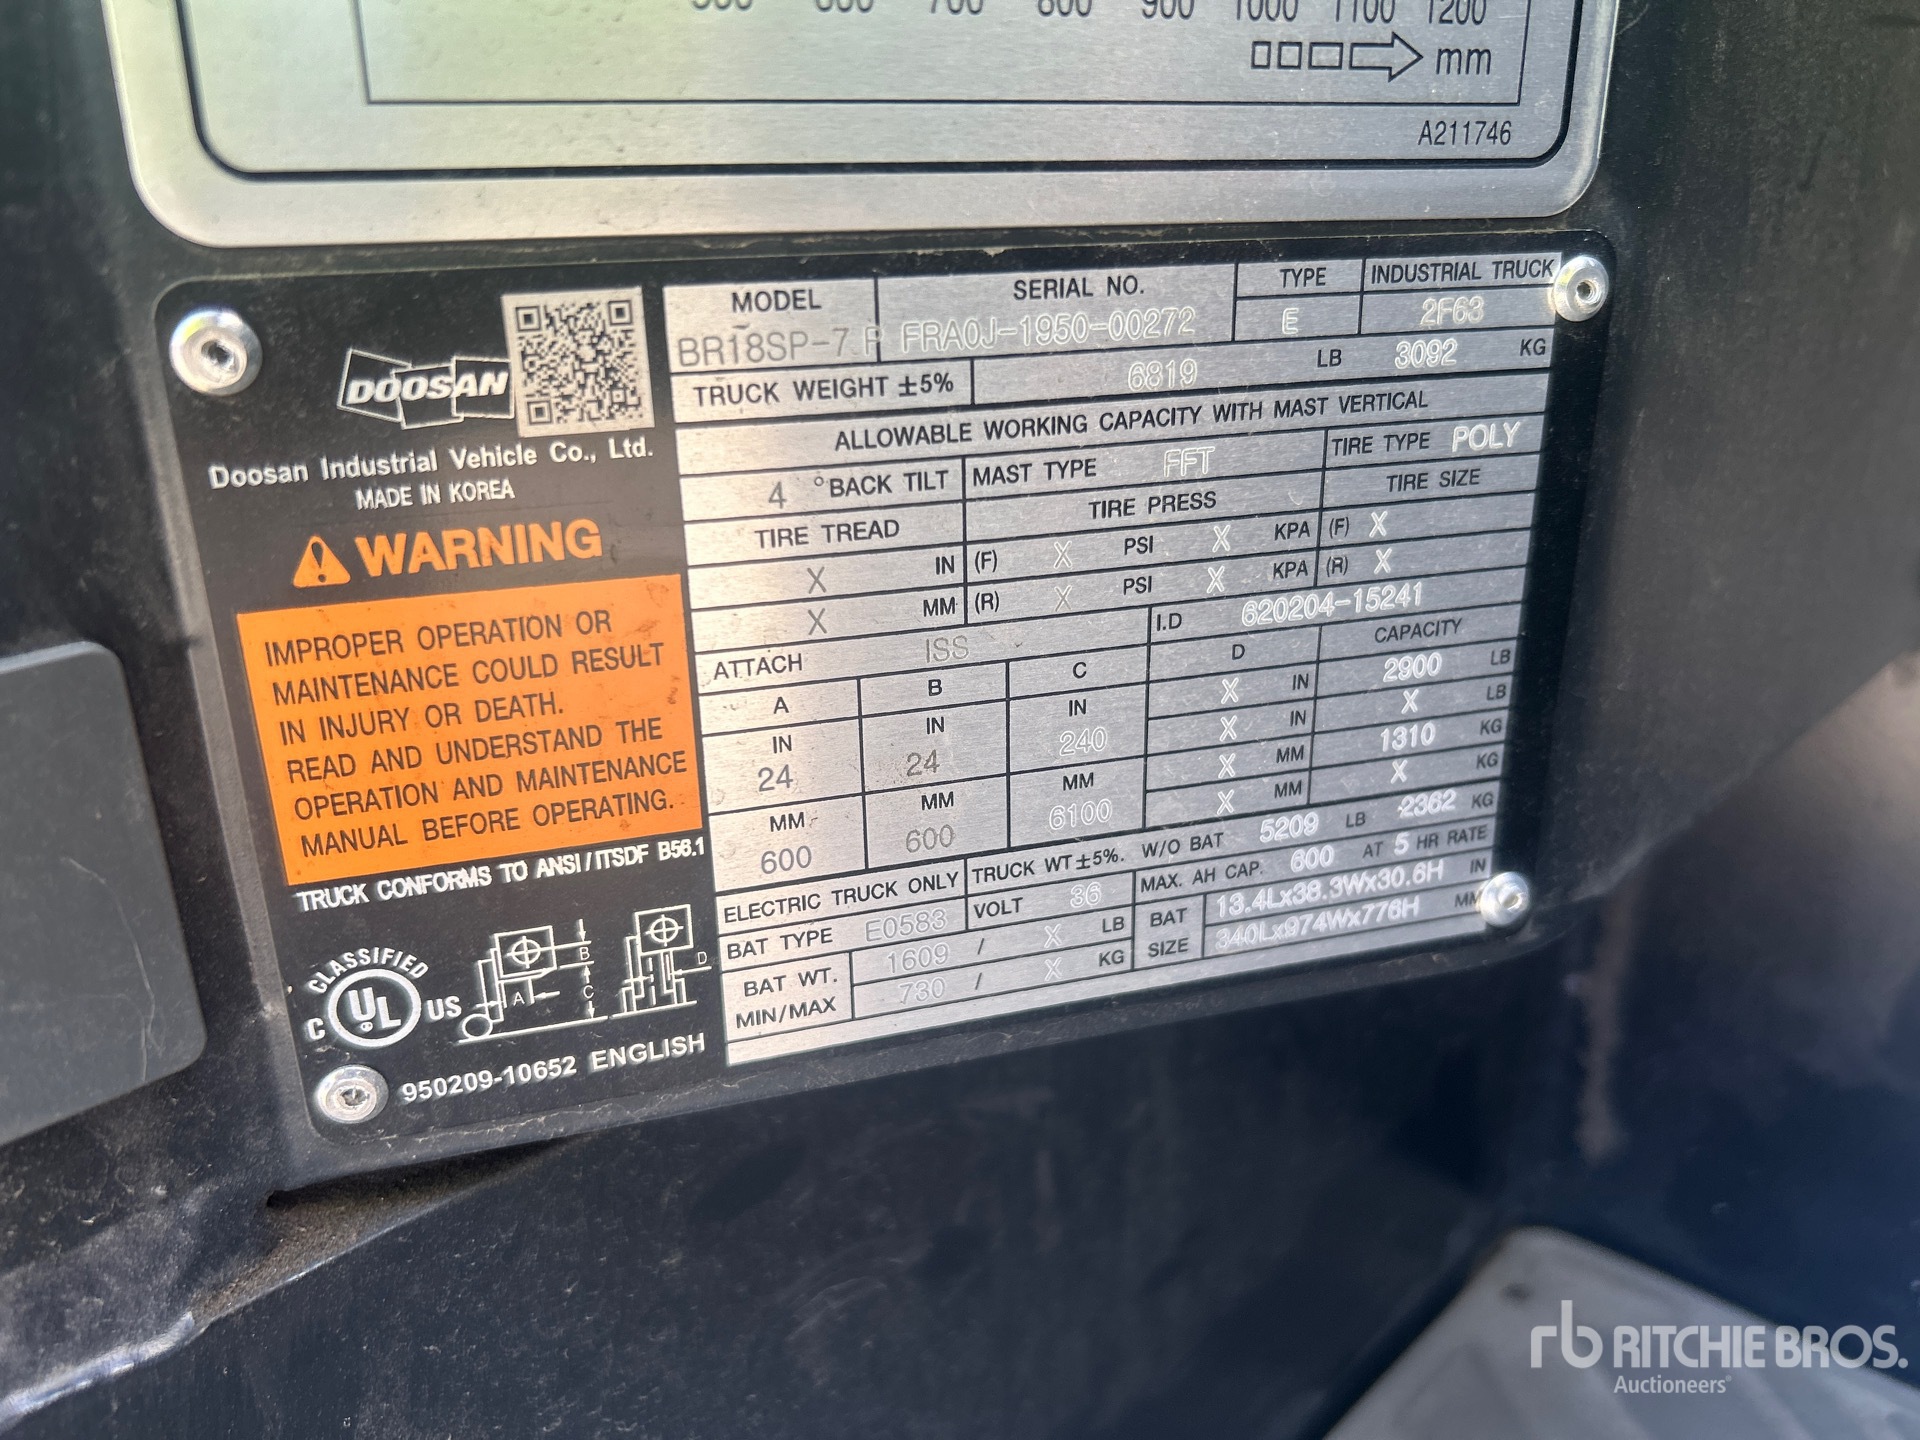 500 600 700 800 900 1000 1100 1200
mm
A211746
DOOSAN
Doosan Industrial Vehicle Co., Ltd.
MADE IN KOREA
WARNING
IMPROPER OPERATION OR
MAINTENANCE COULD RESULT
IN INJURY OR DEATH.
READ AND UNDERSTAND THE
OPERATION AND MAINTENANCE
MANUAL BEFORE OPERATING.
TRUCK CONFORMS TO ANSI/ITSDF B56.1
CLASSIFIED
C UL US
A B C D
950209-10652 ENGLISH
MODEL SERIAL NO. TYPE INDUSTRIAL TRUCK
BR18SP-7 P FRA0J-1950-00272 E 2F63
TRUCK WEIGHT ±5% 6819 LB 3092 KG
ALLOWABLE WORKING CAPACITY WITH MAST VERTICAL
4 °BACK TILT MAST TYPE FFT TIRE TYPE POLY
TIRE TREAD TIRE PRESS TIRE SIZE
X IN (F) X PSI X KPA (F) X
X MM (R) X PSI X KPA (R) X
ATTACH ISS I.D 620204-15241
A B C D CAPACITY
IN IN IN X IN 2900 LB
24 24 240 X IN X LB
MM MM MM X MM 1310 KG
600 600 6100 X MM X KG
ELECTRIC TRUCK ONLY TRUCK WT ±5%. W/O BAT 5209 LB 2362 KG
BAT TYPE E0583 VOLT 36 MAX. AH CAP. 600 AT 5 HR RATE
BAT WT. MIN/MAX 1609 / X LB BAT SIZE 13.4Lx38.3Wx30.6H IN
730 / X KG 340Lx974Wx776H MM
rb RITCHIE BROS.
Auctioneers